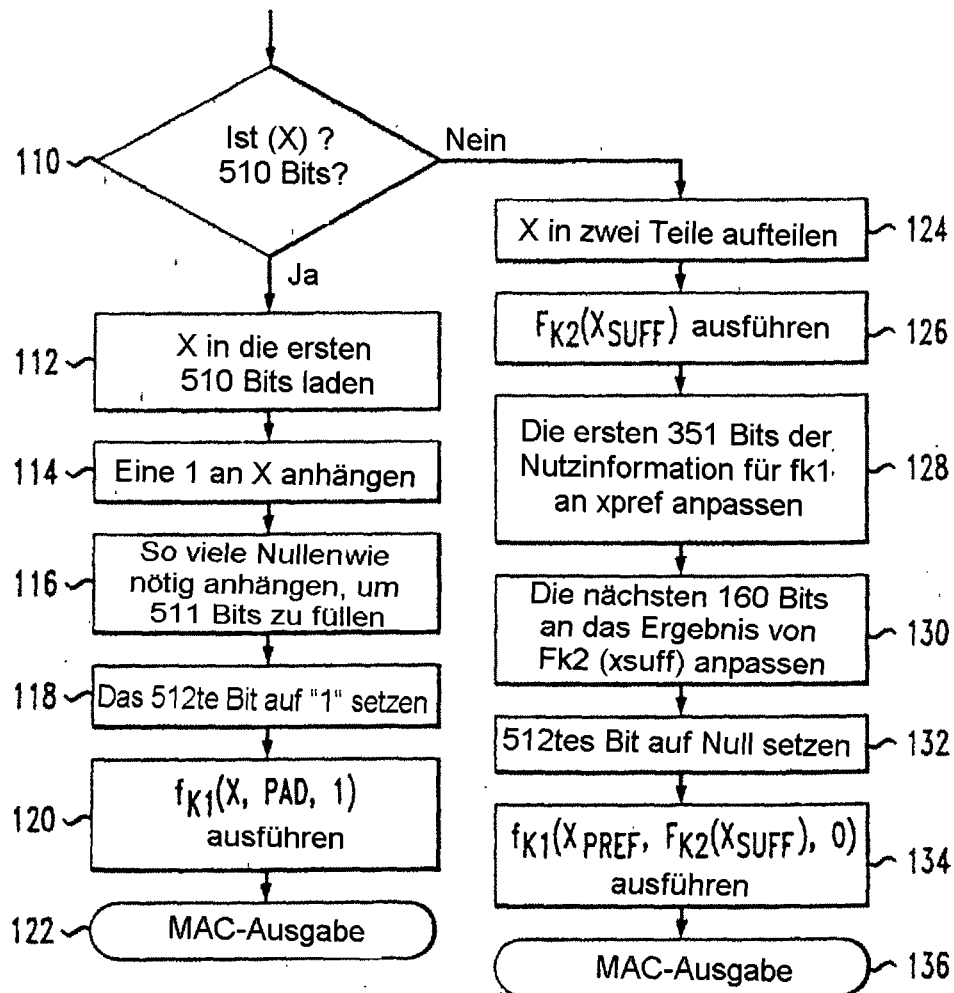 110
Ist (X) ?
510 Bits?
Nein
Ja
112
X in die ersten
510 Bits laden
114
Eine 1 an X anhängen
116
So viele Nullenwie
nötig anhängen, um
511 Bits zu füllen
118
Das 512te Bit auf "1" setzen
120
fK1(X, PAD, 1)
ausführen
122
MAC-Ausgabe
X in zwei Teile aufteilen
124
FK2(XSUFF) ausführen
126
Die ersten 351 Bits der
Nutzinformation für fk1
an xpref anpassen
128
Die nächsten 160 Bits
an das Ergebnis von
Fk2 (xsuff) anpassen
130
512tes Bit auf Null setzen
132
fK1(XPREF, FK2(XSUFF), 0)
ausführen
134
MAC-Ausgabe
136